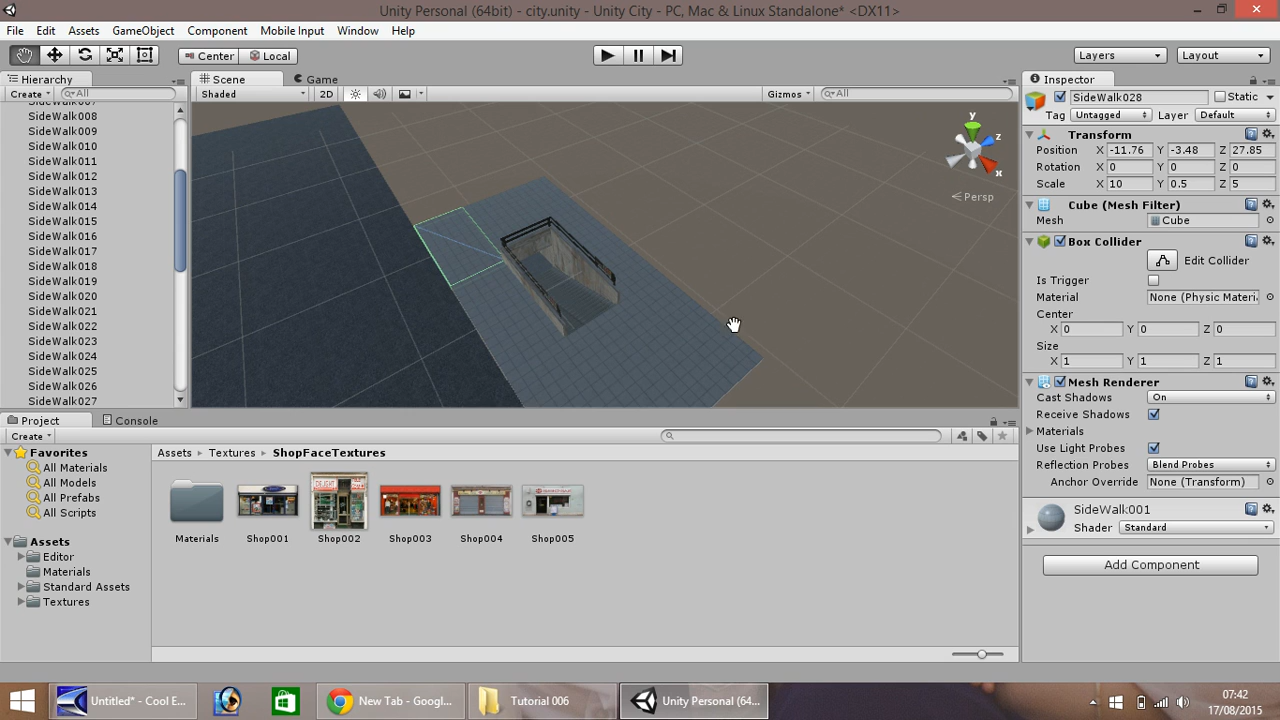 Unity Personal (64bit) - city.unity - Unity City - PC, Mac & Linux Standalone* <DX11>
File Edit Assets GameObject Component Mobile Input Window Help
Center Local Layers Layout
Hierarchy
Create All
SideWalk007
SideWalk008
SideWalk009
SideWalk010
SideWalk011
SideWalk012
SideWalk013
SideWalk014
SideWalk015
SideWalk016
SideWalk017
SideWalk018
SideWalk019
SideWalk020
SideWalk021
SideWalk022
SideWalk023
SideWalk024
SideWalk025
SideWalk026
SideWalk027
Scene Game
Shaded 2D Gizmos All
y
z
x
Persp
Inspector
SideWalk028 Static
Tag Untagged Layer Default
Transform
Position X -11.76 Y -3.48 Z 27.85
Rotation X 0 Y 0 Z 0
Scale X 10 Y 0.5 Z 5
Cube (Mesh Filter)
Mesh Cube
Box Collider
Edit Collider
Is Trigger
Material None (Physic Materi
Center
X 0 Y 0 Z 0
Size
X 1 Y 1 Z 1
Mesh Renderer
Cast Shadows On
Receive Shadows
Materials
Use Light Probes
Reflection Probes Blend Probes
Anchor Override None (Transform)
SideWalk001
Shader Standard
Add Component
Project Console
Create
Favorites
All Materials
All Models
All Prefabs
All Scripts
Assets
Editor
Materials
Standard Assets
Textures
Assets Textures ShopFaceTextures
Materials Shop001 Shop002 Shop003 Shop004 Shop005
Untitled* - Cool E... New Tab - Googl... Tutorial 006 Unity Personal (64...
07:42
17/08/2015